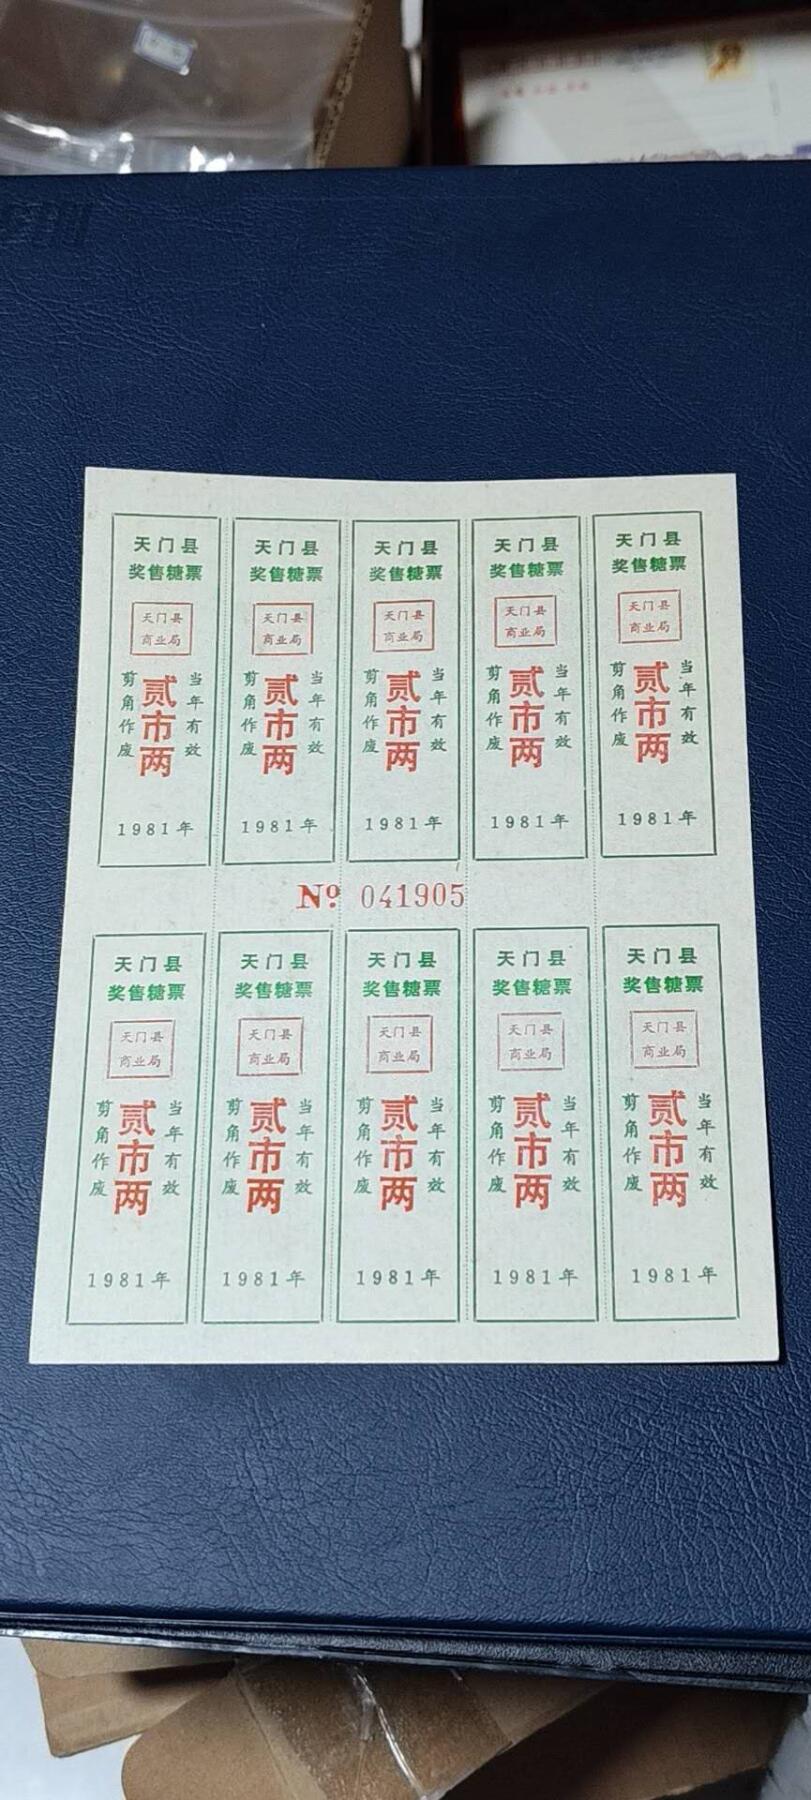 天门县 天门县 天门县 天门县 天门县
奖售糖票 奖售糖票 奖售糖票 奖售糖票 奖售糖票
天门县 天门县 天门县 天门县 天门县
商业局 商业局 商业局 商业局 商业局
当年有效 当年有效 当年有效 当年有效 当年有效
贰市两 贰市两 贰市两 贰市两 贰市两
剪角作废 剪角作废 剪角作废 剪角作废 剪角作废
1981年 1981年 1981年 1981年 1981年
Nº 041905
天门县 天门县 天门县 天门县 天门县
奖售糖票 奖售糖票 奖售糖票 奖售糖票 奖售糖票
天门县 天门县 天门县 天门县 天门县
商业局 商业局 商业局 商业局 商业局
当年有效 当年有效 当年有效 当年有效 当年有效
贰市两 贰市两 贰市两 贰市两 贰市两
剪角作废 剪角作废 剪角作废 剪角作废 剪角作废
1981年 1981年 1981年 1981年 1981年